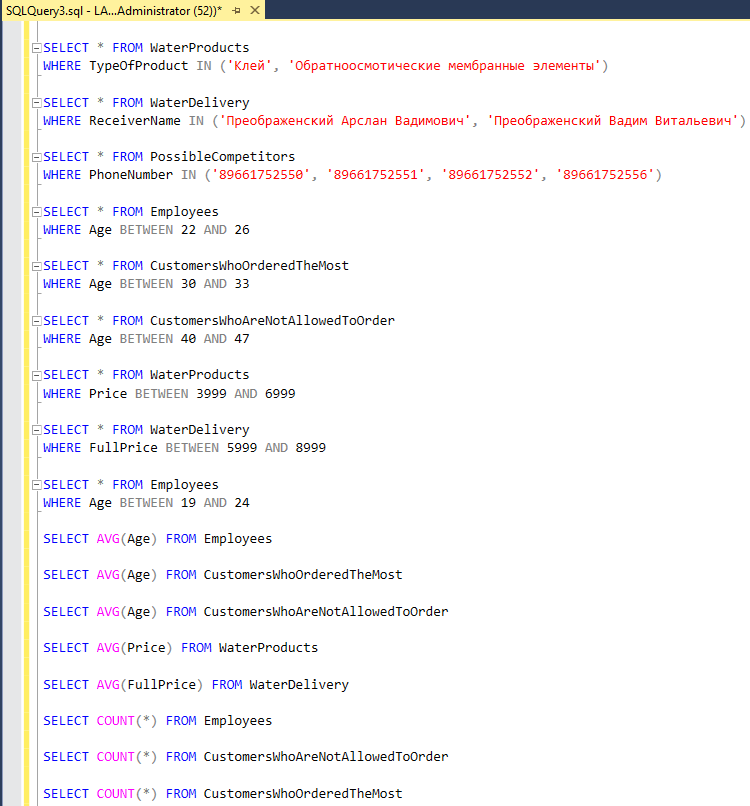 SQLQuery3.sql - LA...Administrator (52))*
SELECT * FROM WaterProducts
WHERE TypeOfProduct IN ('Клей', 'Обратноосмотические мембранные элементы')
SELECT * FROM WaterDelivery
WHERE ReceiverName IN ('Преображенский Арслан Вадимович', 'Преображенский Вадим Витальевич')
SELECT * FROM PossibleCompetitors
WHERE PhoneNumber IN ('89661752550', '89661752551', '89661752552', '89661752556')
SELECT * FROM Employees
WHERE Age BETWEEN 22 AND 26
SELECT * FROM CustomersWhoOrderedTheMost
WHERE Age BETWEEN 30 AND 33
SELECT * FROM CustomersWhoAreNotAllowedToOrder
WHERE Age BETWEEN 40 AND 47
SELECT * FROM WaterProducts
WHERE Price BETWEEN 3999 AND 6999
SELECT * FROM WaterDelivery
WHERE FullPrice BETWEEN 5999 AND 8999
SELECT * FROM Employees
WHERE Age BETWEEN 19 AND 24
SELECT AVG(Age) FROM Employees
SELECT AVG(Age) FROM CustomersWhoOrderedTheMost
SELECT AVG(Age) FROM CustomersWhoAreNotAllowedToOrder
SELECT AVG(Price) FROM WaterProducts
SELECT AVG(FullPrice) FROM WaterDelivery
SELECT COUNT(*) FROM Employees
SELECT COUNT(*) FROM CustomersWhoAreNotAllowedToOrder
SELECT COUNT(*) FROM CustomersWhoOrderedTheMost